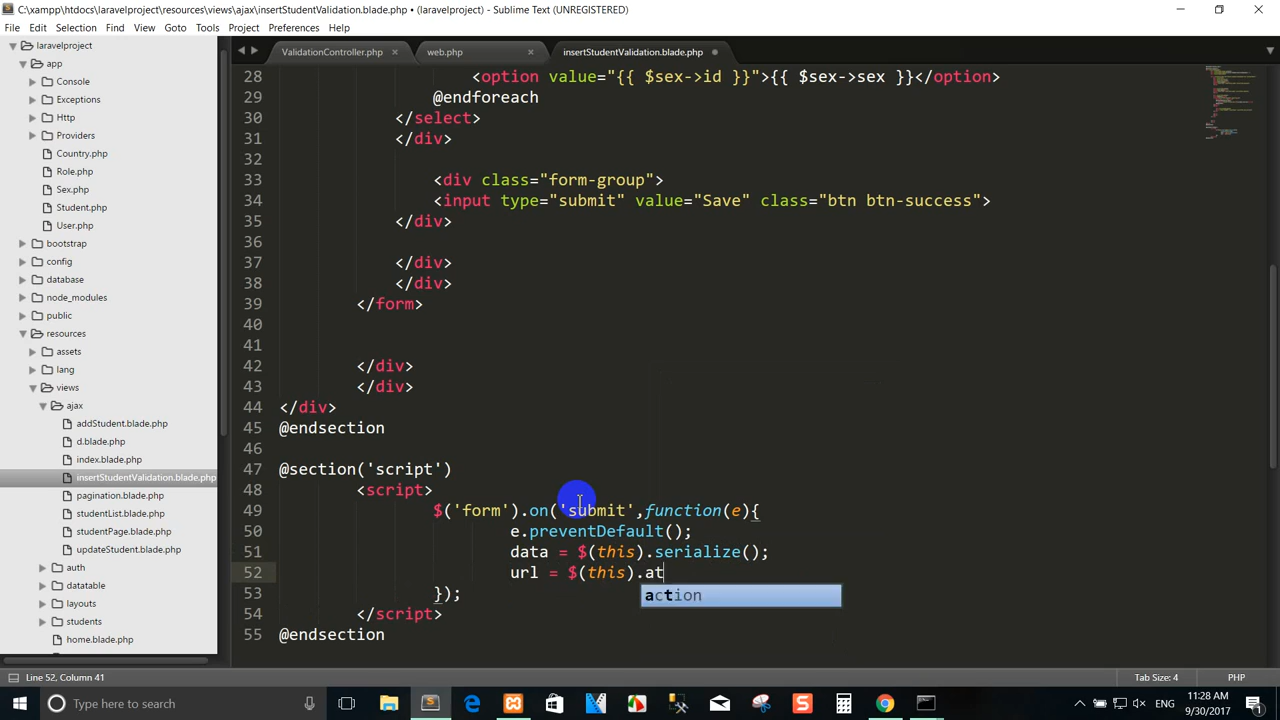 C:\xampp\htdocs\laravelproject\resources\views\ajax\insertStudentValidation.blade.php • (laravelproject) - Sublime Text (UNREGISTERED)
File Edit Selection Find View Goto Tools Project Preferences Help
laravelproject
app
Console
Exceptions
Http
Providers
Country.php
Role.php
Sex.php
Student.php
User.php
bootstrap
config
database
node_modules
public
resources
assets
lang
views
ajax
addStudent.blade.php
d.blade.php
index.blade.php
insertStudentValidation.blade.php
pagination.blade.php
studentList.blade.php
studentPage.blade.php
updateStudent.blade.php
auth
datatable
layouts
students
home.blade.php
ValidationController.php × web.php × insertStudentValidation.blade.php
28 <option value="{{ $sex->id }}">{{ $sex->sex }}</option>
29 @endforeach
30 </select>
31 </div>
32
33 <div class="form-group">
34 <input type="submit" value="Save" class="btn btn-success">
35 </div>
36
37 </div>
38 </div>
39 </form>
40
41
42 </div>
43 </div>
44 </div>
45 @endsection
46
47 @section('script')
48 <script>
49 $('form').on('submit',function(e){
50 e.preventDefault();
51 data = $(this).serialize();
52 url = $(this).at
action
53 });
54 </script>
55 @endsection
Line 52, Column 41
Tab Size: 4 PHP
Type here to search
ENG
11:28 AM
9/30/2017